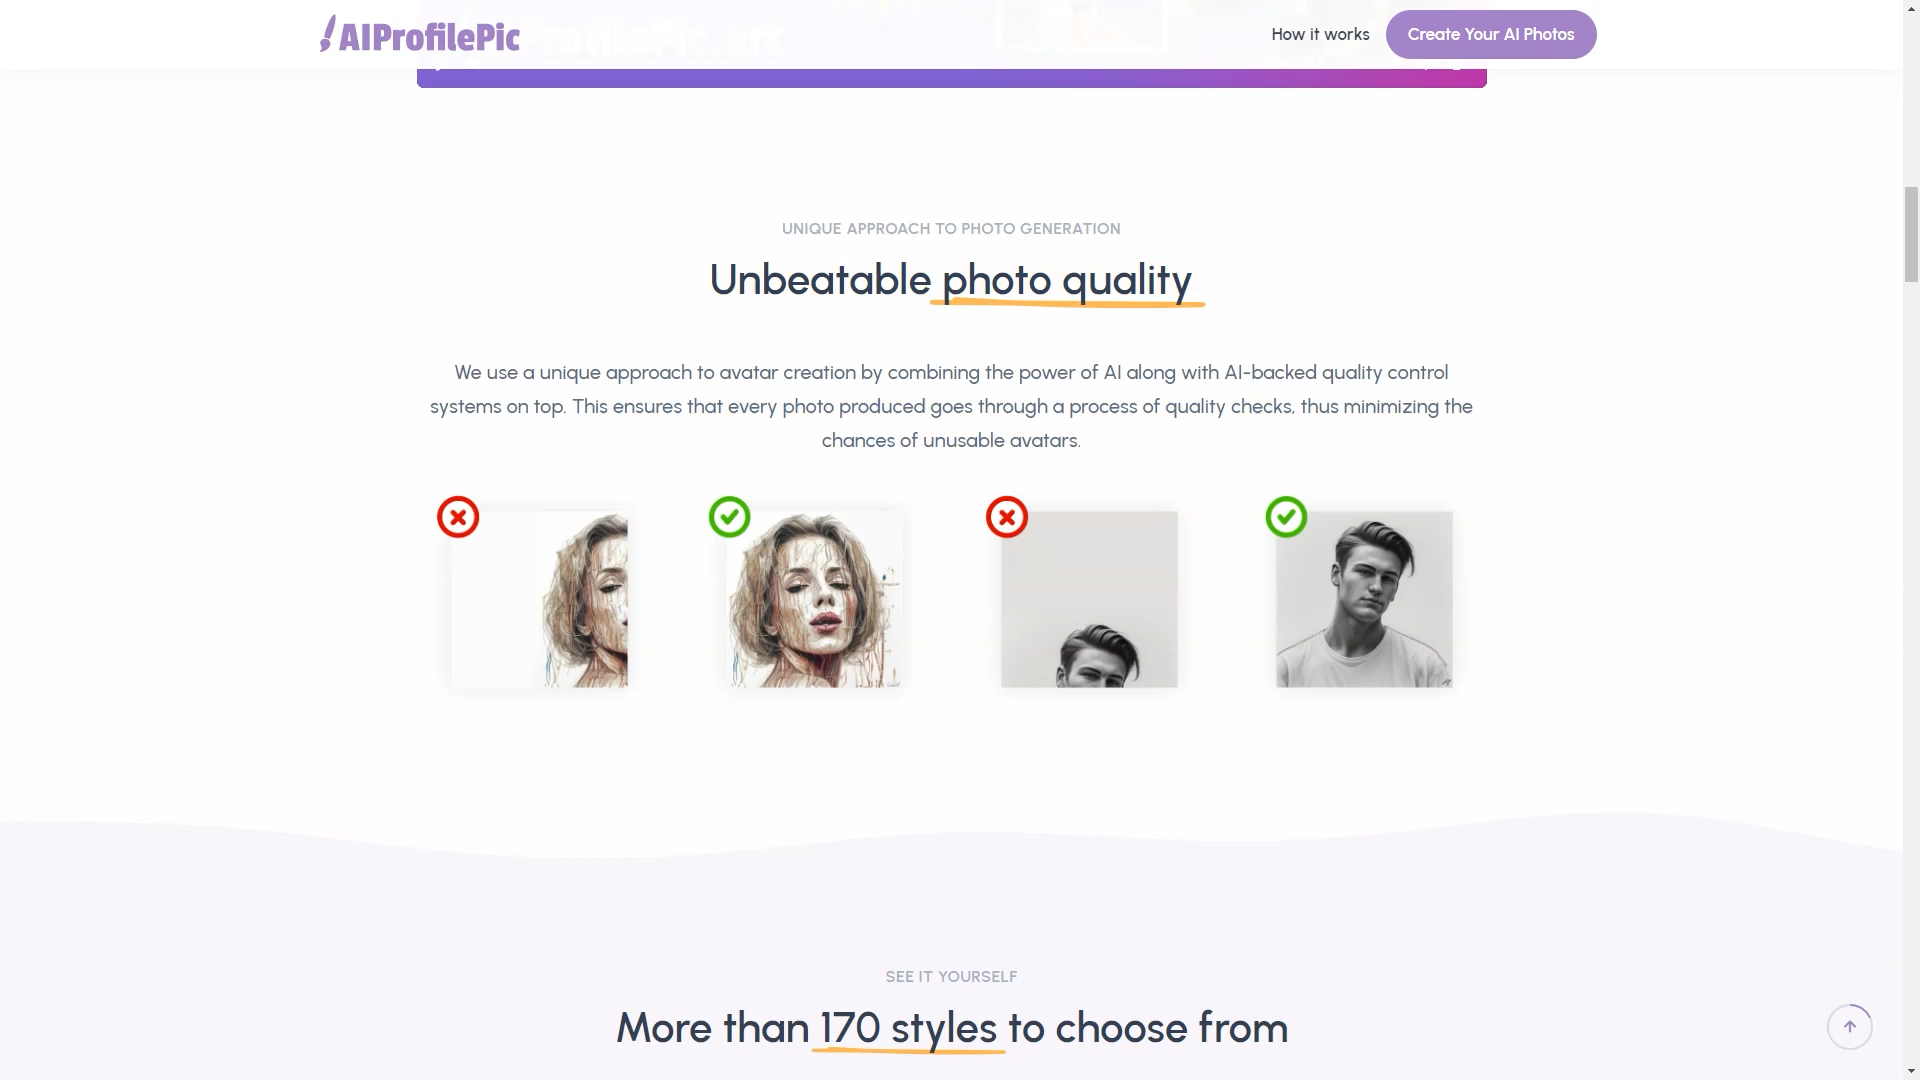 AIProfilePic
How it works
Create Your AI Photos
UNIQUE APPROACH TO PHOTO GENERATION
Unbeatable photo quality
We use a unique approach to avatar creation by combining the power of AI along with AI-backed quality control
systems on top. This ensures that every photo produced goes through a process of quality checks, thus minimizing the
chances of unusable avatars.
SEE IT YOURSELF
More than 170 styles to choose from